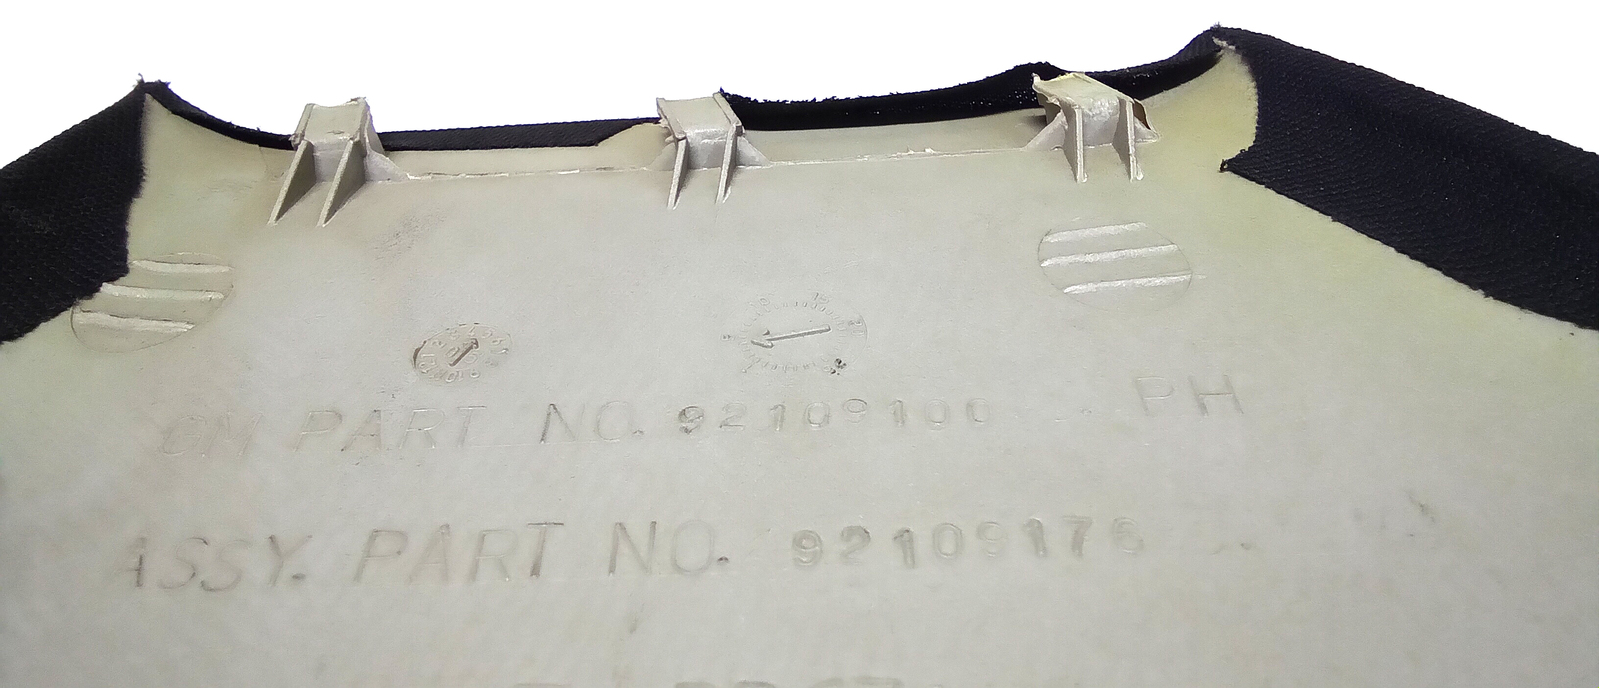 GM PART NO. 92109100 PH
ASSY. PART NO. 92109176